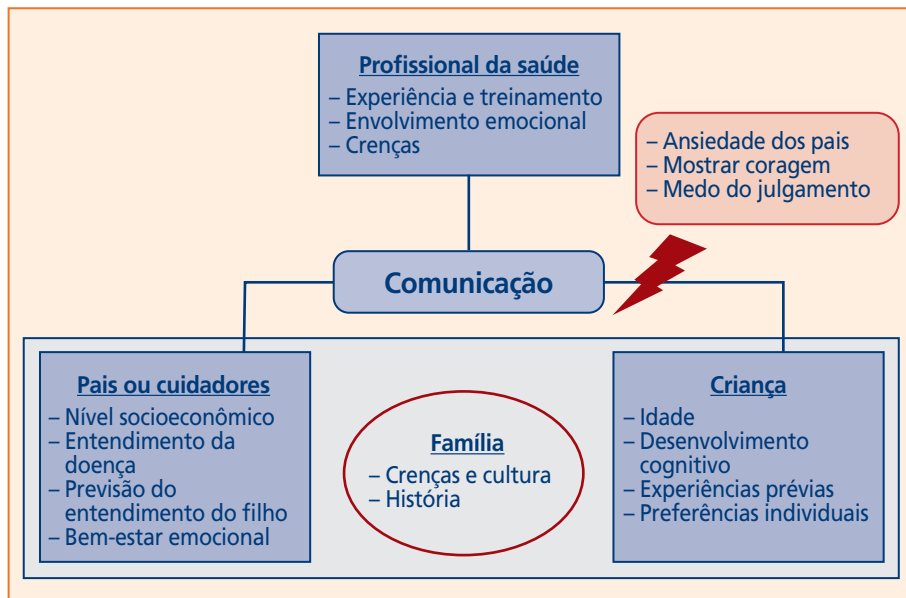 Profissional da saúde
– Experiência e treinamento
– Envolvimento emocional
– Crenças
– Ansiedade dos pais
– Mostrar coragem
– Medo do julgamento
Comunicação
Pais ou cuidadores
– Nível socioeconômico
– Entendimento da
doença
– Previsão do
entendimento do filho
– Bem-estar emocional
Família
– Crenças e cultura
– História
Criança
– Idade
– Desenvolvimento
cognitivo
– Experiências prévias
– Preferências individuais